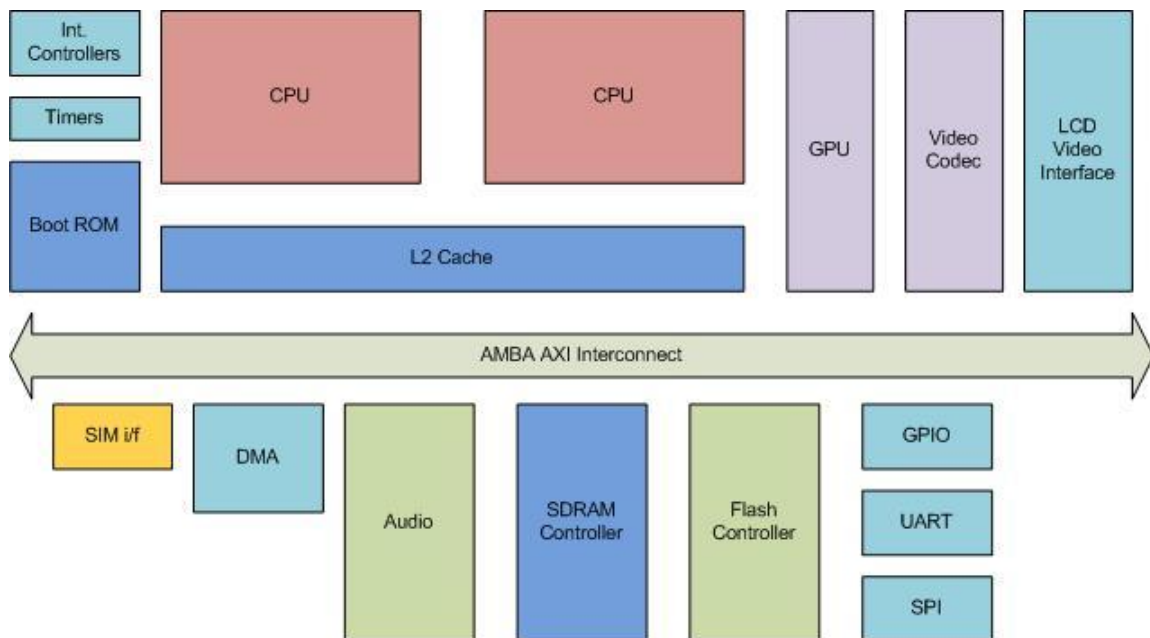 Int.
Controllers
Timers
Boot ROM
CPU
CPU
L2 Cache
GPU
Video
Codec
LCD
Video
Interface
AMBA AXI Interconnect
SIM i/f
DMA
Audio
SDRAM
Controller
Flash
Controller
GPIO
UART
SPI